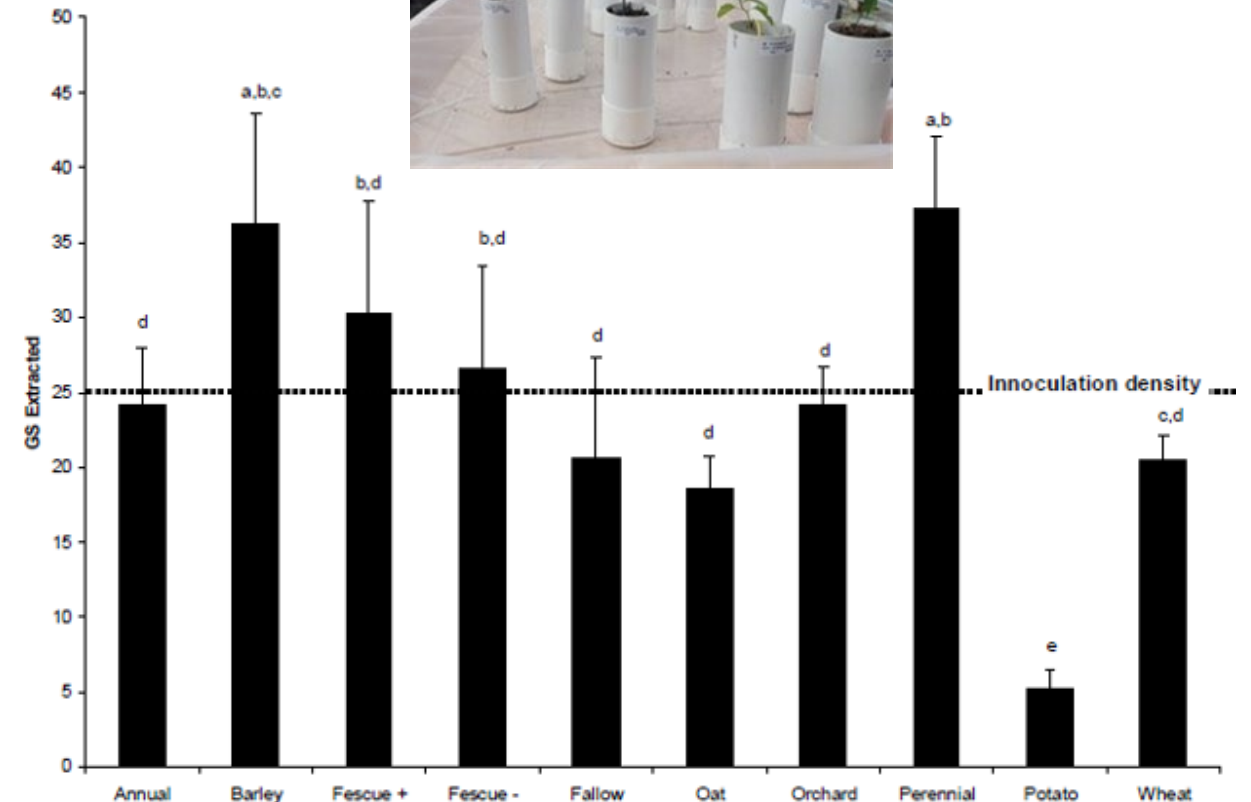 50
45
40
35
30
25
20
15
10
5
0
GS Extracted
a,b,c
a,b
b,d
b,d
d
d
d
d
c,d
e
Innoculation density
Annual Barley Fescue + Fescue - Fallow Oat Orchard Perennial Potato Wheat